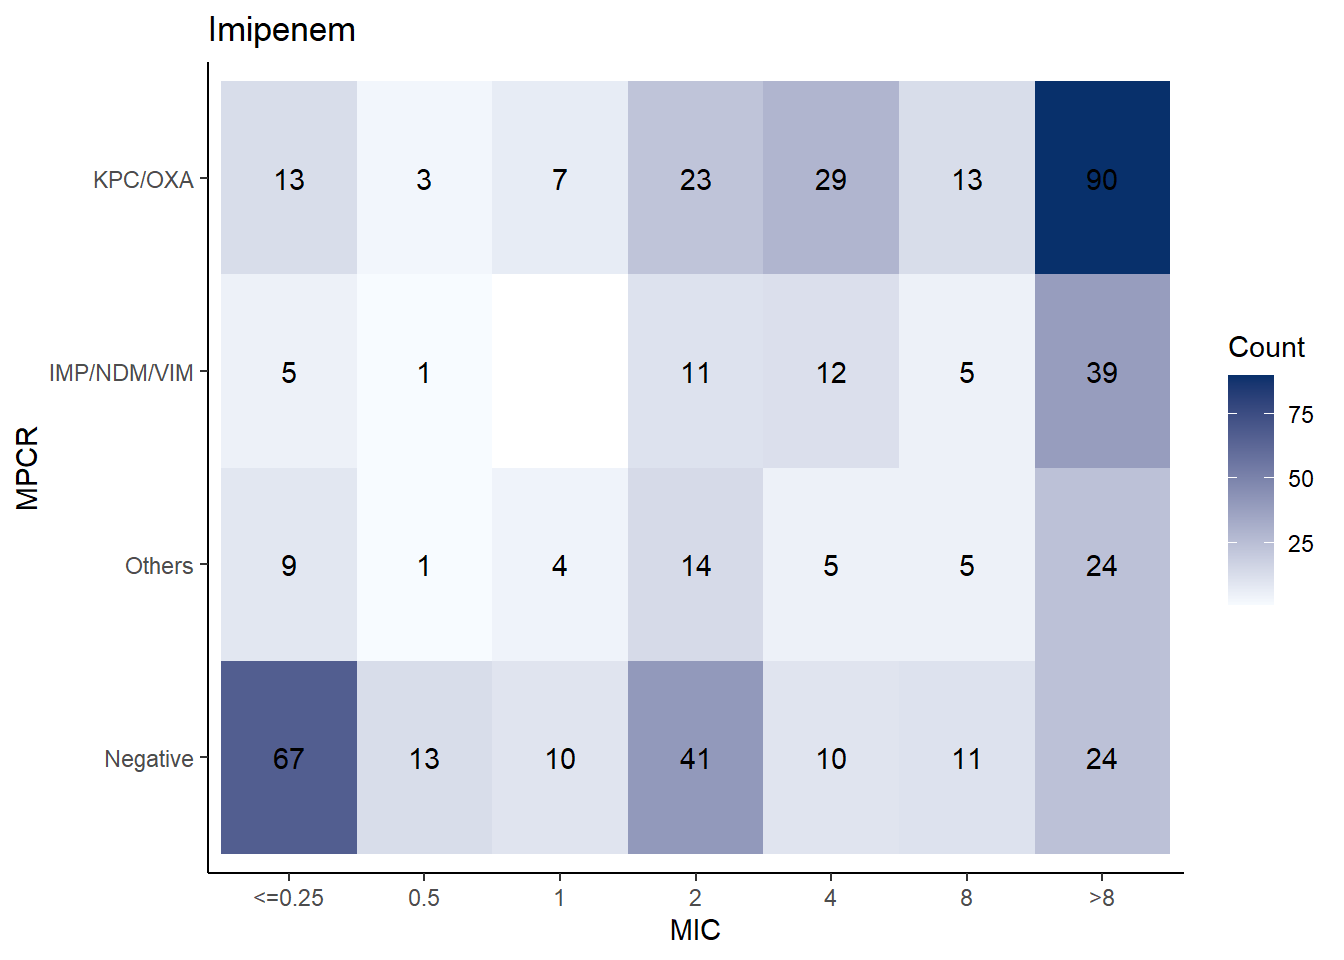 Imipenem
KPC/OXA 13 3 7 23 29 13 90
IMP/NDM/VIM 5 1 11 12 5 39
Others 9 1 4 14 5 5 24
Negative 67 13 10 41 10 11 24
<=0.25 0.5 1 2 4 8 >8
MIC
MPCR
Count
75
50
25